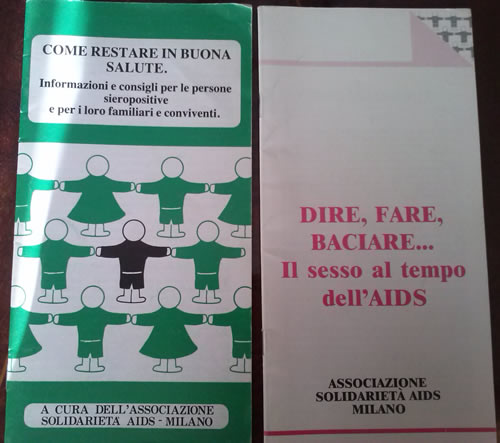 COME RESTARE IN BUONA
SALUTE.
Informazioni e consigli per le persone
sieropositive
e per i loro familiari e conviventi.
A CURA DELL'ASSOCIAZIONE
SOLIDARIETÀ AIDS - MILANO
DIRE, FARE,
BACIARE...
Il sesso al tempo
dell'AIDS
ASSOCIAZIONE
SOLIDARIETÀ AIDS
MILANO